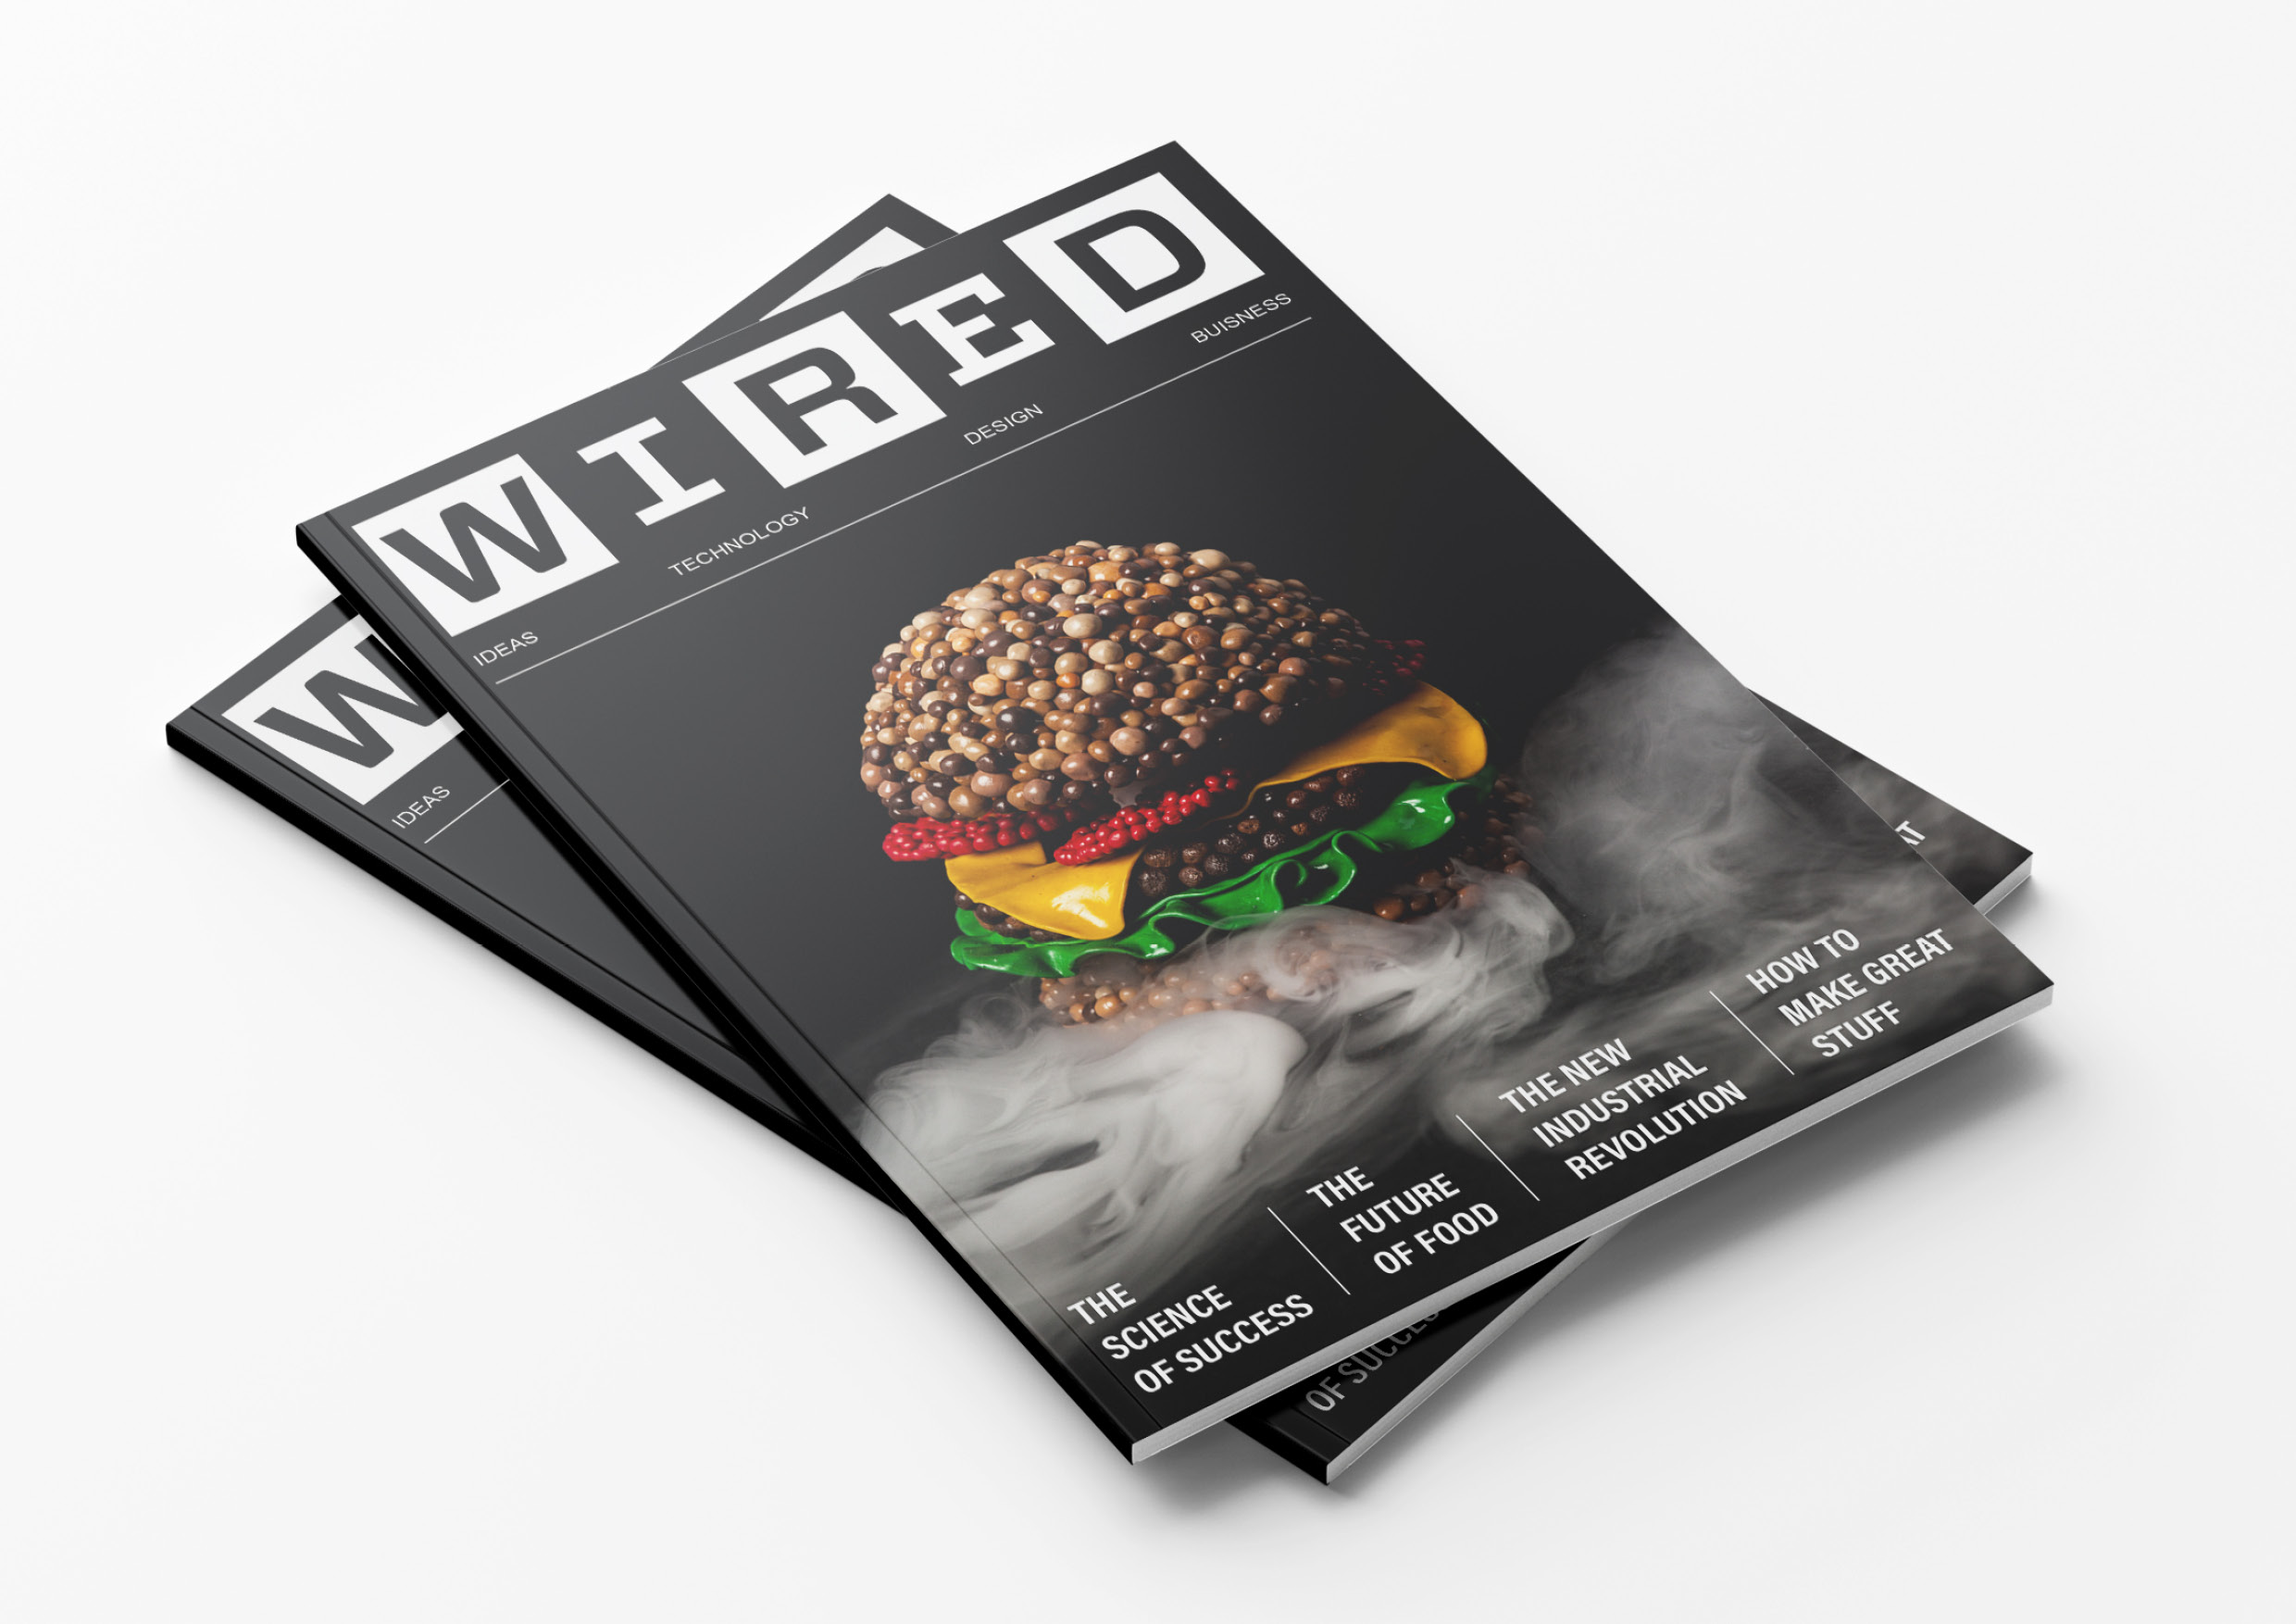 WIRED
IDEAS
TECHNOLOGY
DESIGN
BUISNESS
THE
SCIENCE
OF SUCCESS
THE
FUTURE
OF FOOD
THE NEW
INDUSTRIAL
REVOLUTION
HOW TO
MAKE GREAT
STUFF
W
IDEAS
AT
OF SUCCES